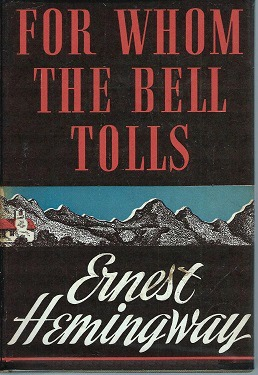 FOR WHOM
THE BELL
TOLLS
Ernest
Hemingway